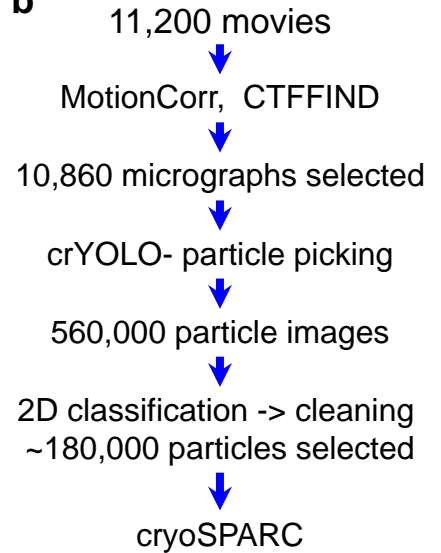 b
11,200 movies
MotionCorr, CTFFIND
10,860 micrographs selected
crYOLO- particle picking
560,000 particle images
2D classification -> cleaning
~180,000 particles selected
cryoSPARC